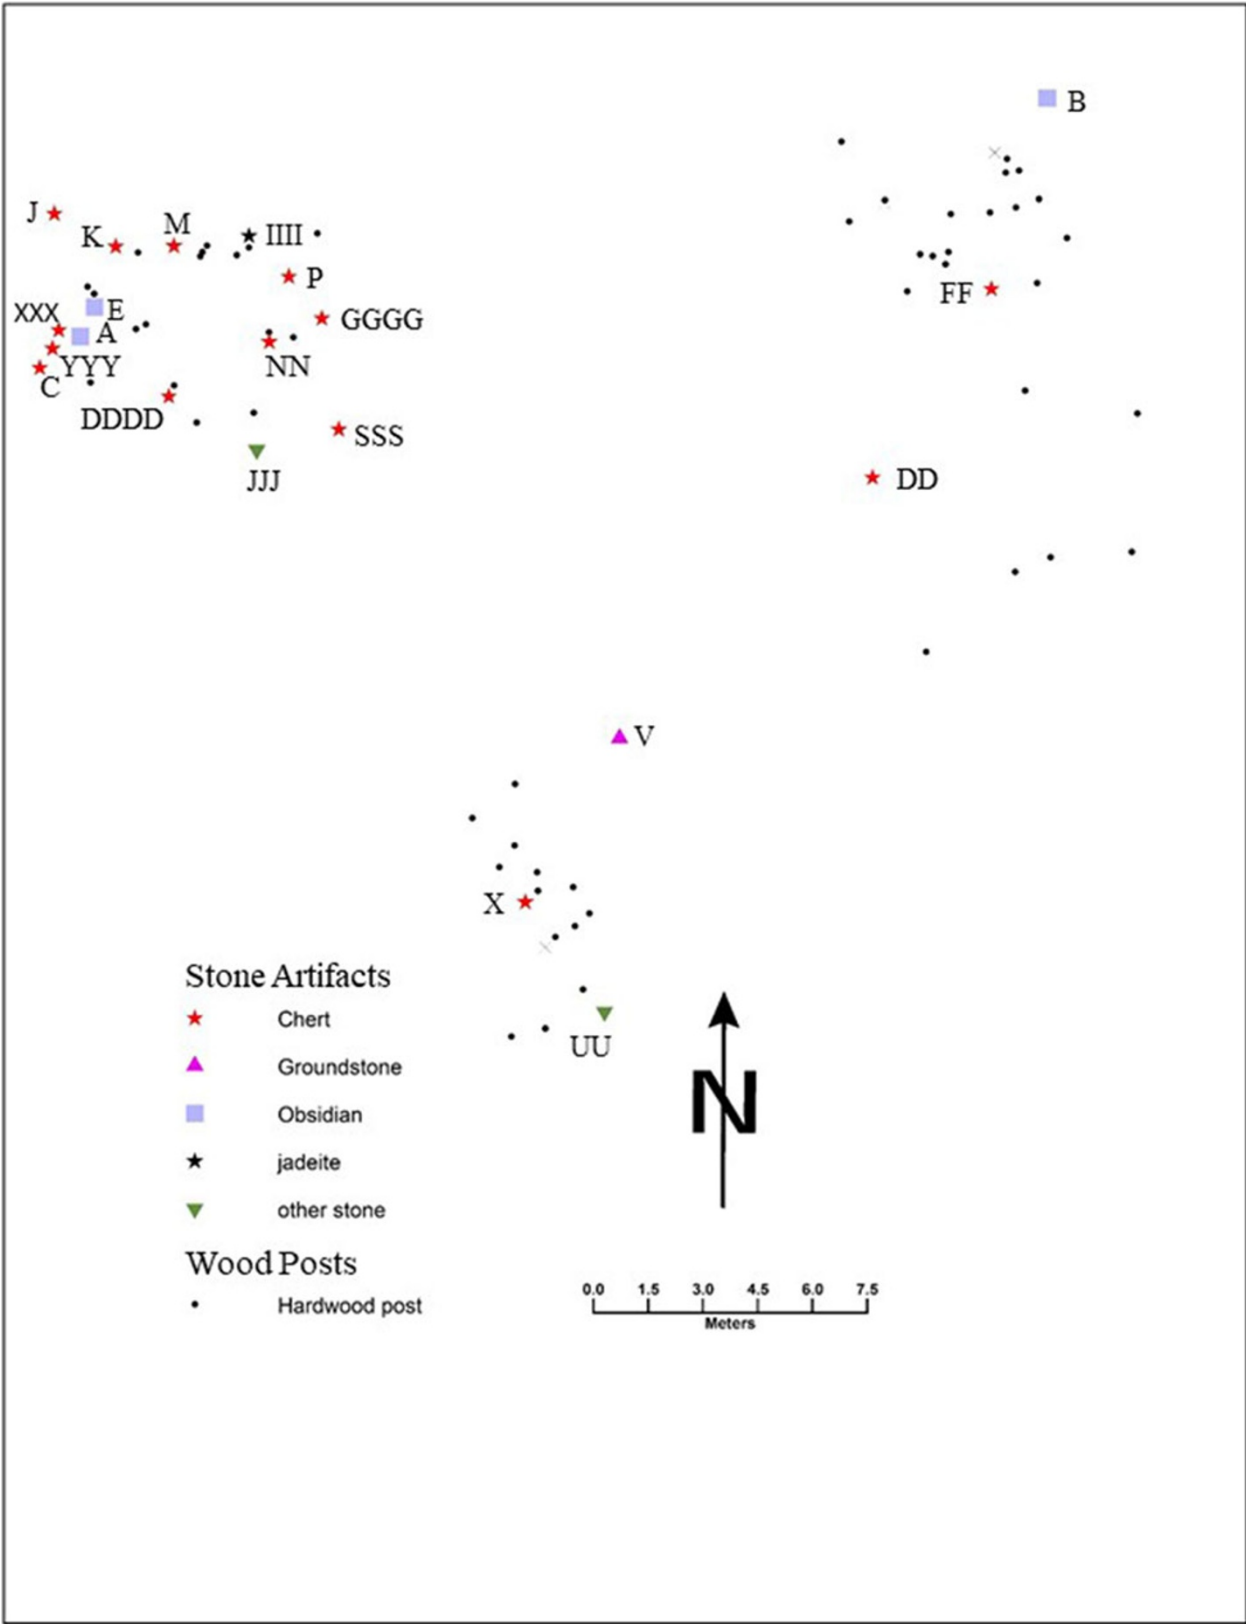 B
J
M
K
IIII
P
FF
XXX
E
GGGG
A
YYY
NN
C
DDDD
SSS
JJJ
DD
V
X
UU
Stone Artifacts
Chert
Groundstone
Obsidian
jadeite
other stone
Wood Posts
Hardwood post
N
0.0 1.5 3.0 4.5 6.0 7.5
Meters